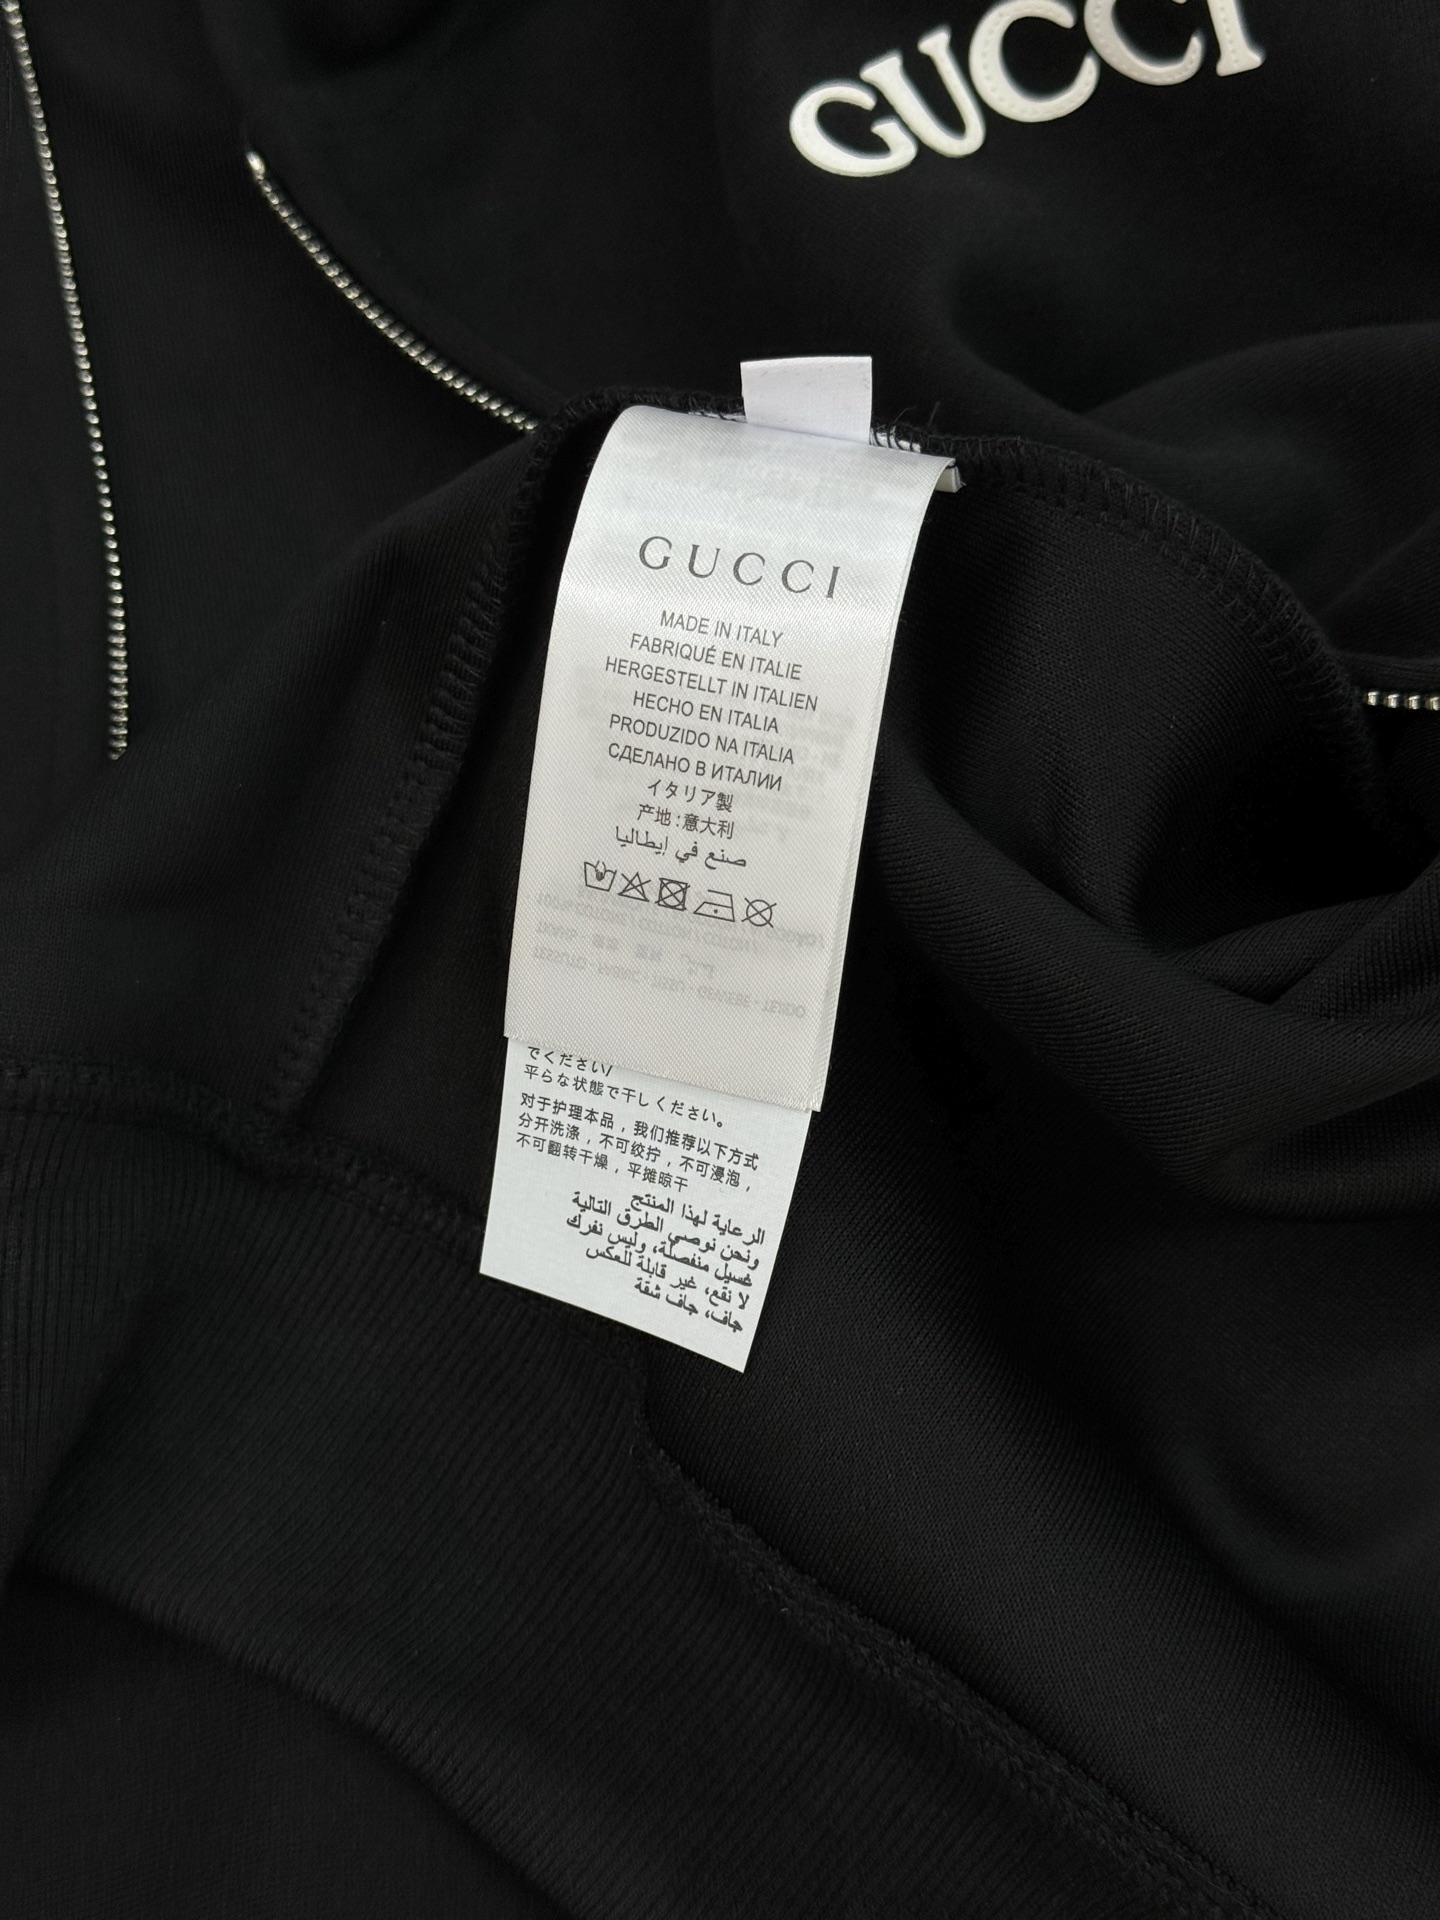 GUCCI
GUCCI
MADE IN ITALY
FABRIQUÉ EN ITALIE
HERGESTELLT IN ITALIEN
HECHO EN ITALIA
PRODUZIDO NA ITALIA
СДЕЛАНО В ИТАЛИИ
イタリア製
产地:意大利
صنع في إيطاليا
でください/
平らな状態で干しください。
对于护理本品，我们推荐以下方式
分开洗涤，不可绞拧，不可浸泡，
不可翻转干燥，平摊晾干
الرعاية لهذا المنتج
ونحن نوصي الطرق التالية
غسيل منفصلة، وليس نفرك
لا نقع، غير قابلة للعكس
جاف، جاف شقة